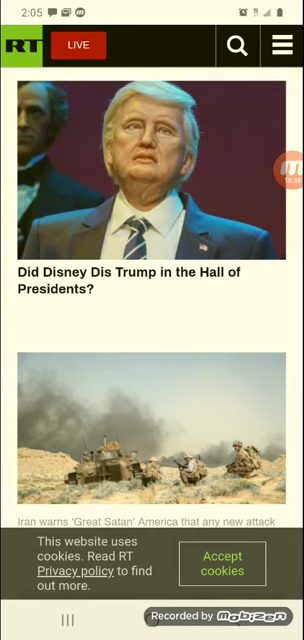 2:05
RT
LIVE
19:39
Did Disney Dis Trump in the Hall of
Presidents?
Iran warns 'Great Satan' America that any new attack
This website uses
cookies. Read RT
Privacy policy to find
out more.
Accept
cookies
Recorded by mobizen